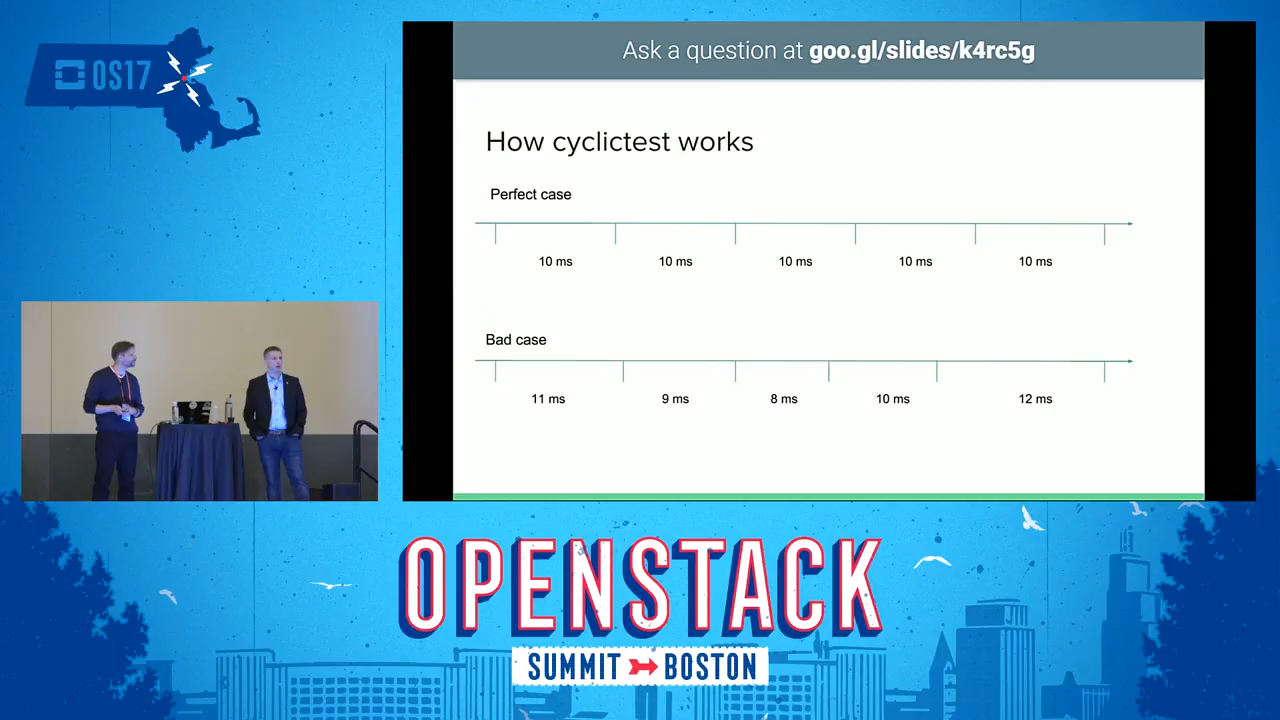 OS17
Ask a question at goo.gl/slides/k4rc5g
How cyclictest works
Perfect case
10 ms 10 ms 10 ms 10 ms 10 ms
Bad case
11 ms 9 ms 8 ms 10 ms 12 ms
OPENSTACK
SUMMIT BOSTON